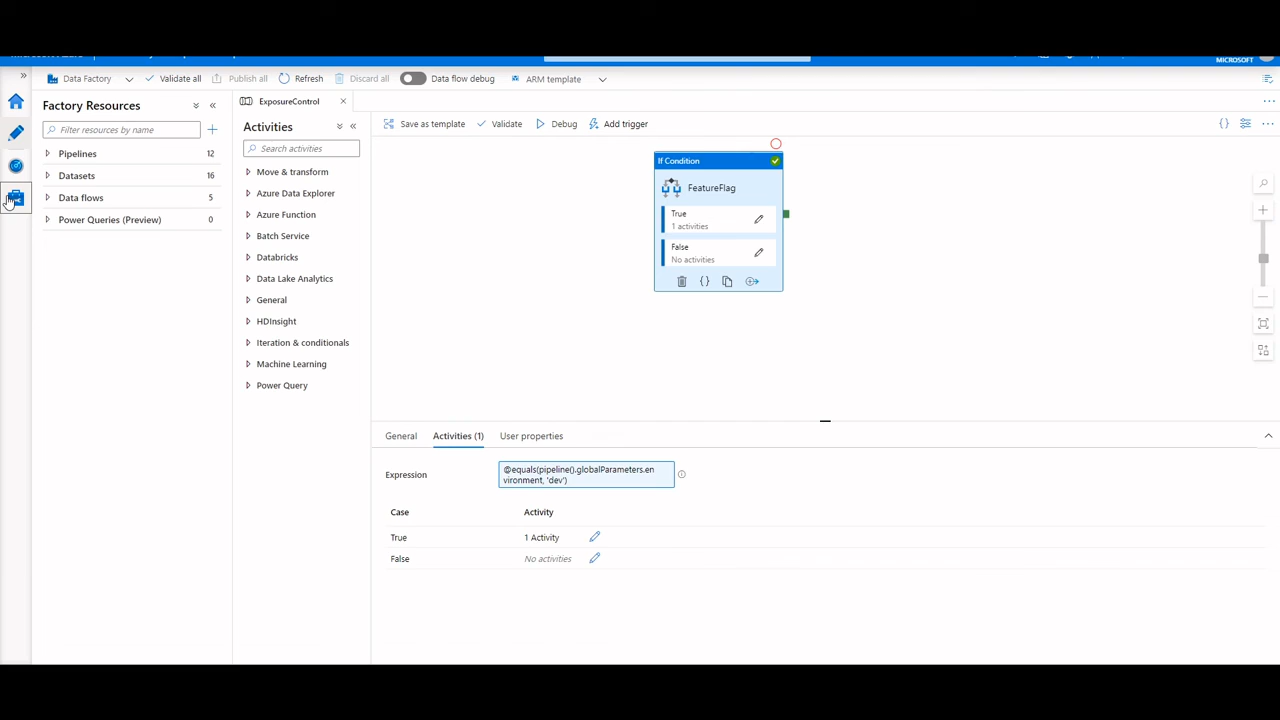 MICROSOFT
Data Factory
Validate all
Publish all
Refresh
Discard all
Data flow debug
ARM template
Factory Resources
Filter resources by name
Pipelines 12
Datasets 16
Data flows 5
Power Queries (Preview) 0
ExposureControl
Activities
Search activities
Move & transform
Azure Data Explorer
Azure Function
Batch Service
Databricks
Data Lake Analytics
General
HDInsight
Iteration & conditionals
Machine Learning
Power Query
Save as template
Validate
Debug
Add trigger
If Condition
FeatureFlag
True
1 activities
False
No activities
General
Activities (1)
User properties
Expression
@equals(pipeline().globalParameters.en
vironment, 'dev')
Case Activity
True 1 Activity
False No activities